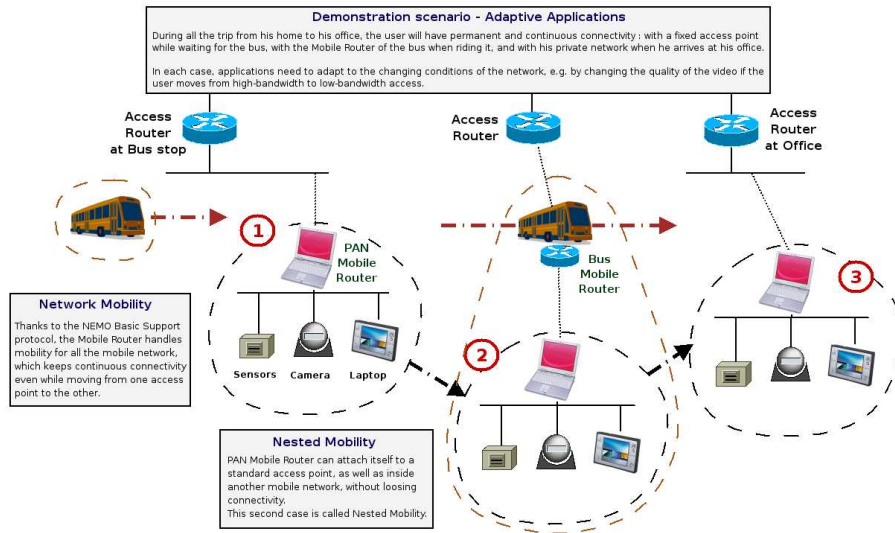 Demonstration scenario - Adaptive Applications
During all the trip from his home to his office, the user will have permanent and continuous connectivity : with a fixed access point
while waiting for the bus, with the Mobile Router of the bus when riding it, and with his private network when he arrives at his office.
In each case, applications need to adapt to the changing conditions of the network, e.g. by changing the quality of the video if the
user moves from high-bandwidth to low-bandwidth access.
Access
Router
at Bus stop
Access
Router
Access
Router
at Office
1
PAN
Mobile
Router
Bus
Mobile
Router
3
Network Mobility
Thanks to the NEMO Basic Support
protocol, the Mobile Router handles
mobility for all the mobile network,
which keeps continuous connectivity
even while moving from one access
point to the other.
Sensors
Camera
Laptop
2
Nested Mobility
PAN Mobile Router can attach itself to a
standard access point, as well as inside
another mobile network, without loosing
connectivity.
This second case is called Nested Mobility.